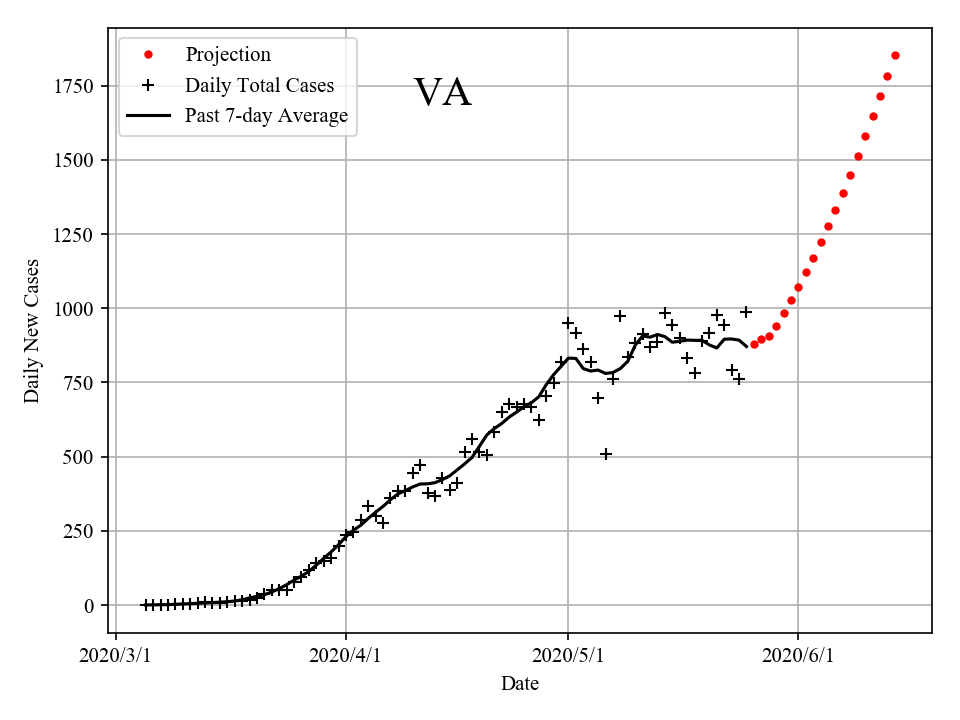 Projection
Daily Total Cases
Past 7-day Average
VA
1750
1500
1250
1000
750
500
250
0
Daily New Cases
2020/3/1
2020/4/1
2020/5/1
2020/6/1
Date